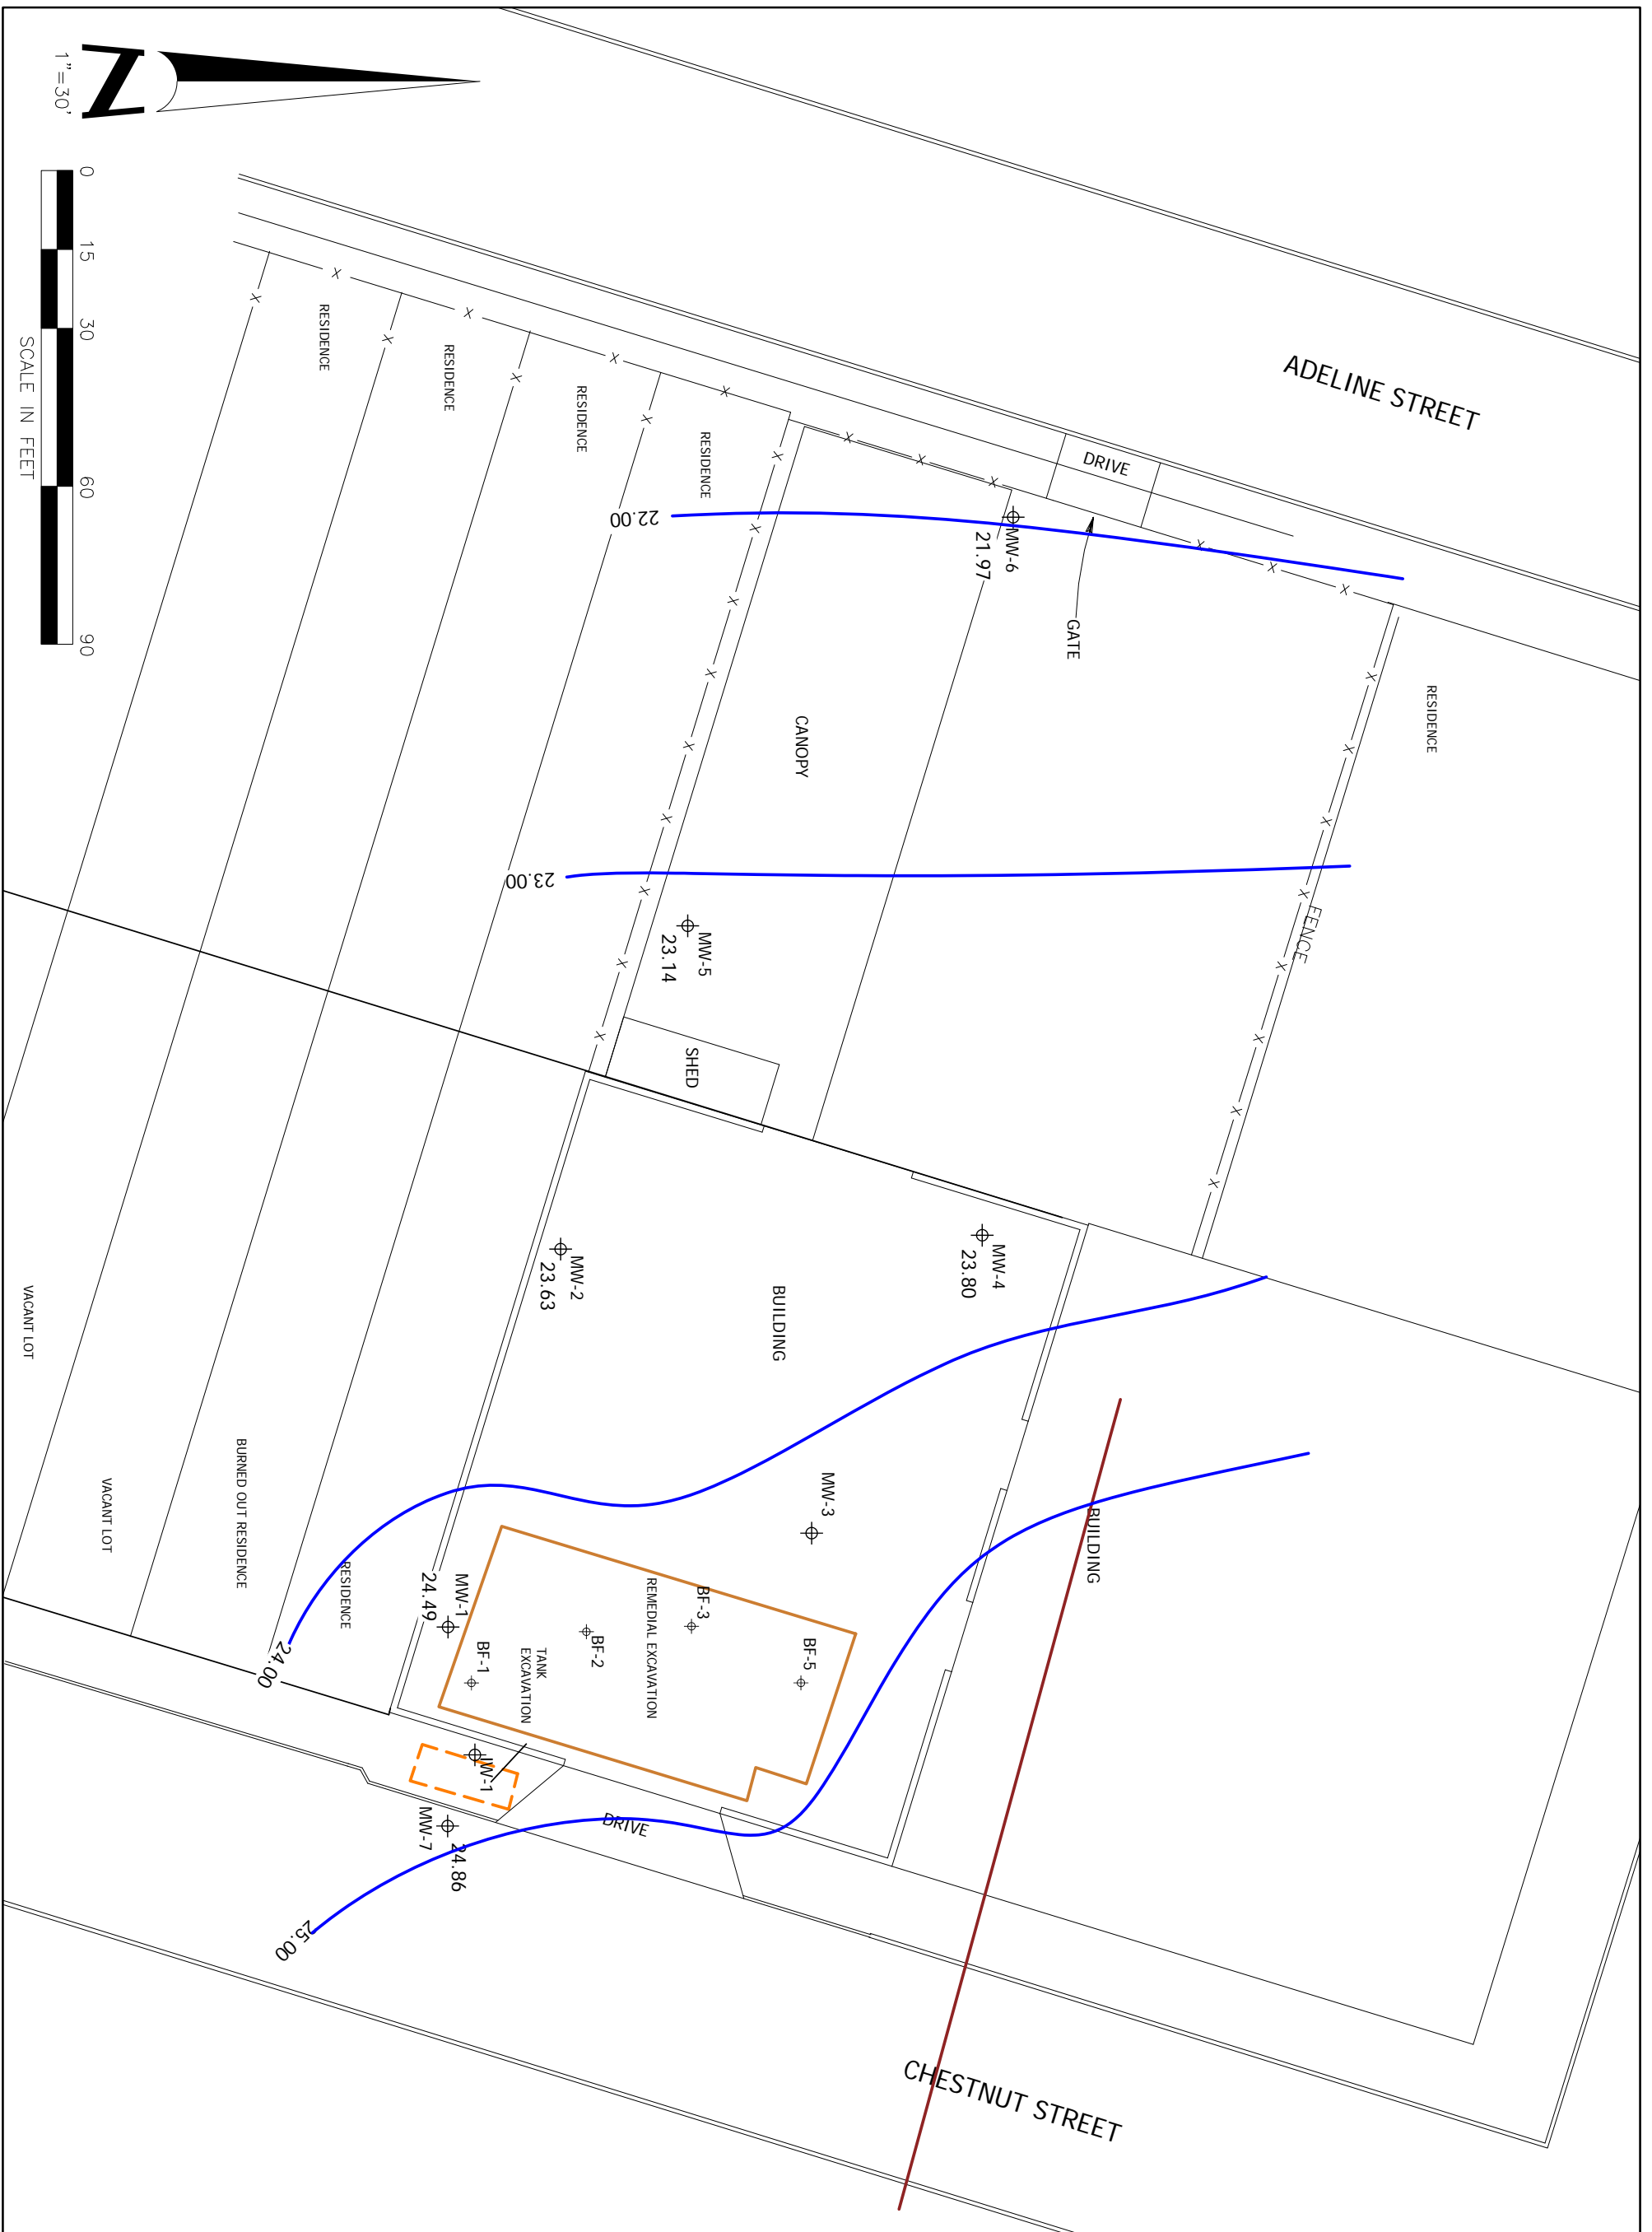 ADELINE STREET
N
1"=30'
0 15 30 60 90
SCALE IN FEET
RESIDENCE
RESIDENCE
RESIDENCE
RESIDENCE
DRIVE
22.00
MW-6
21.97
GATE
RESIDENCE
CANOPY
23.00
FENCE
MW-5
23.14
SHED
MW-4
23.80
MW-2
23.63
BUILDING
VACANT LOT
MW-3
BUILDING
BURNED OUT RESIDENCE
VACANT LOT
RESIDENCE
MW-1
24.49
BF-3
REMEDIAL EXCAVATION
BF-2
BF-5
BF-1
TANK
EXCAVATION
24.00
IW-1
DRIVE
MW-7
24.86
25.00
CHESTNUT STREET